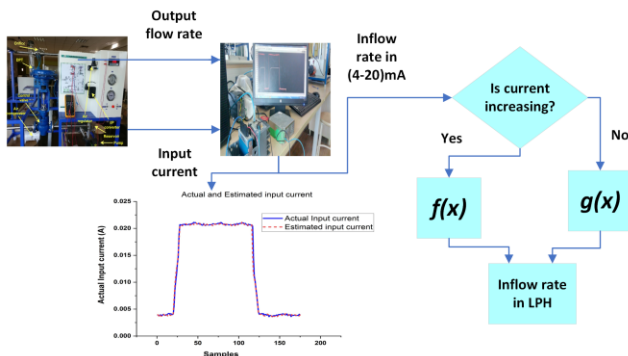 Output
flow rate
Inflow
rate in
(4-20)mA
Is current
increasing?
Input
current
Yes
No
f(x)
g(x)
Inflow rate
in LPH
Actual and Estimated input current
Actual Input current
Estimated input current
Actual Input current (A)
0.025
0.020
0.015
0.010
0.005
0.000
0
50
100
150
200
Samples